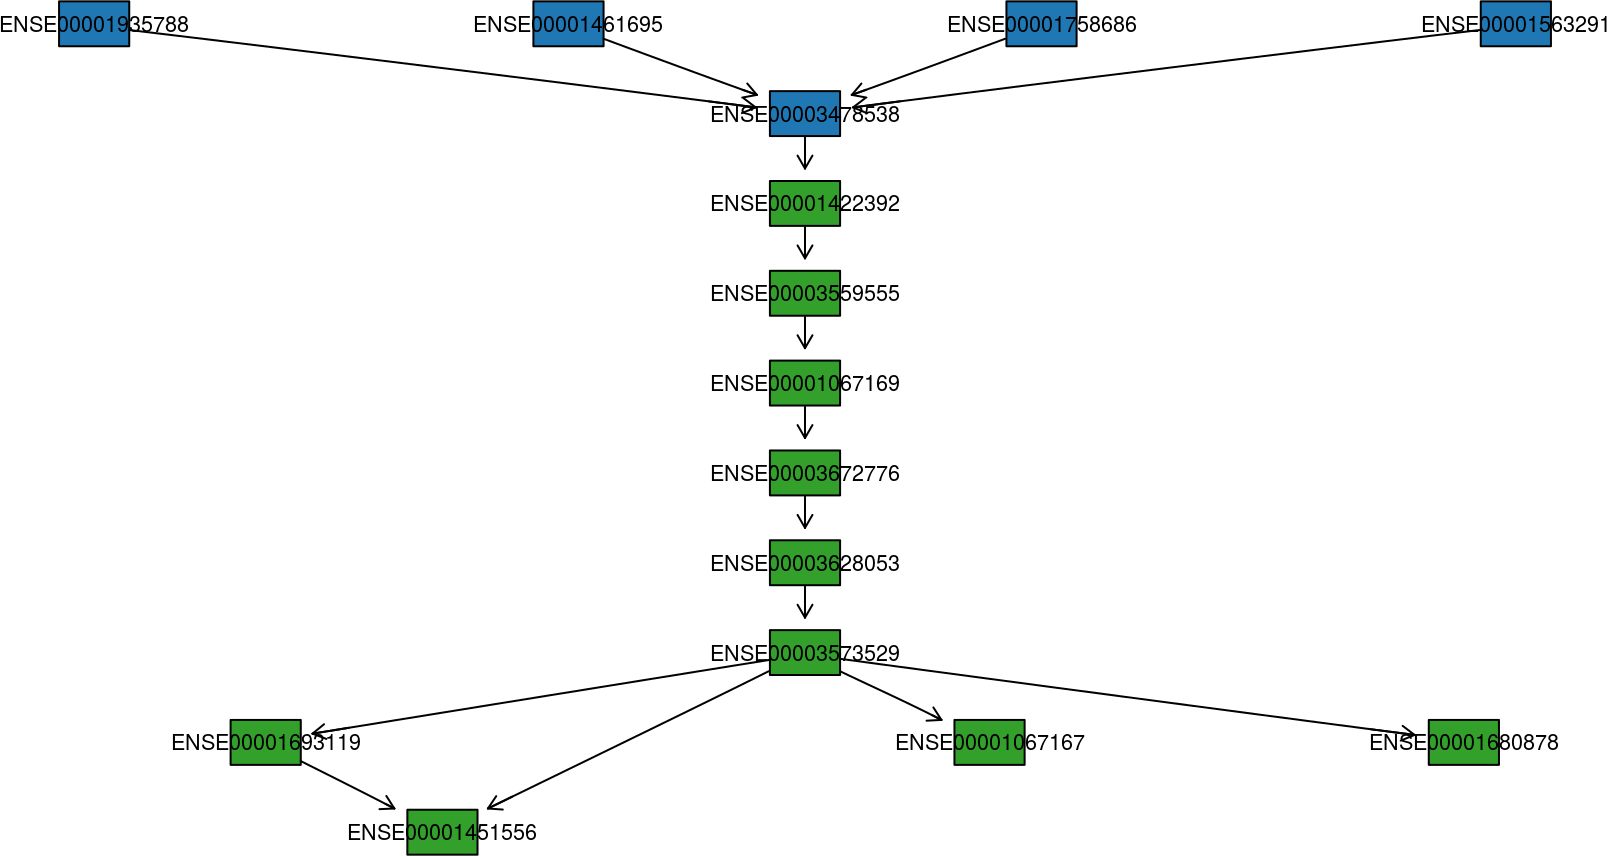 ENSE00001935788
ENSE00001461695
ENSE00001758686
ENSE00001563291
ENSE00003478538
ENSE00001422392
ENSE00003559555
ENSE00001067169
ENSE00003672776
ENSE00003628053
ENSE00003573529
ENSE00001693119
ENSE00001067167
ENSE00001680878
ENSE00001451556